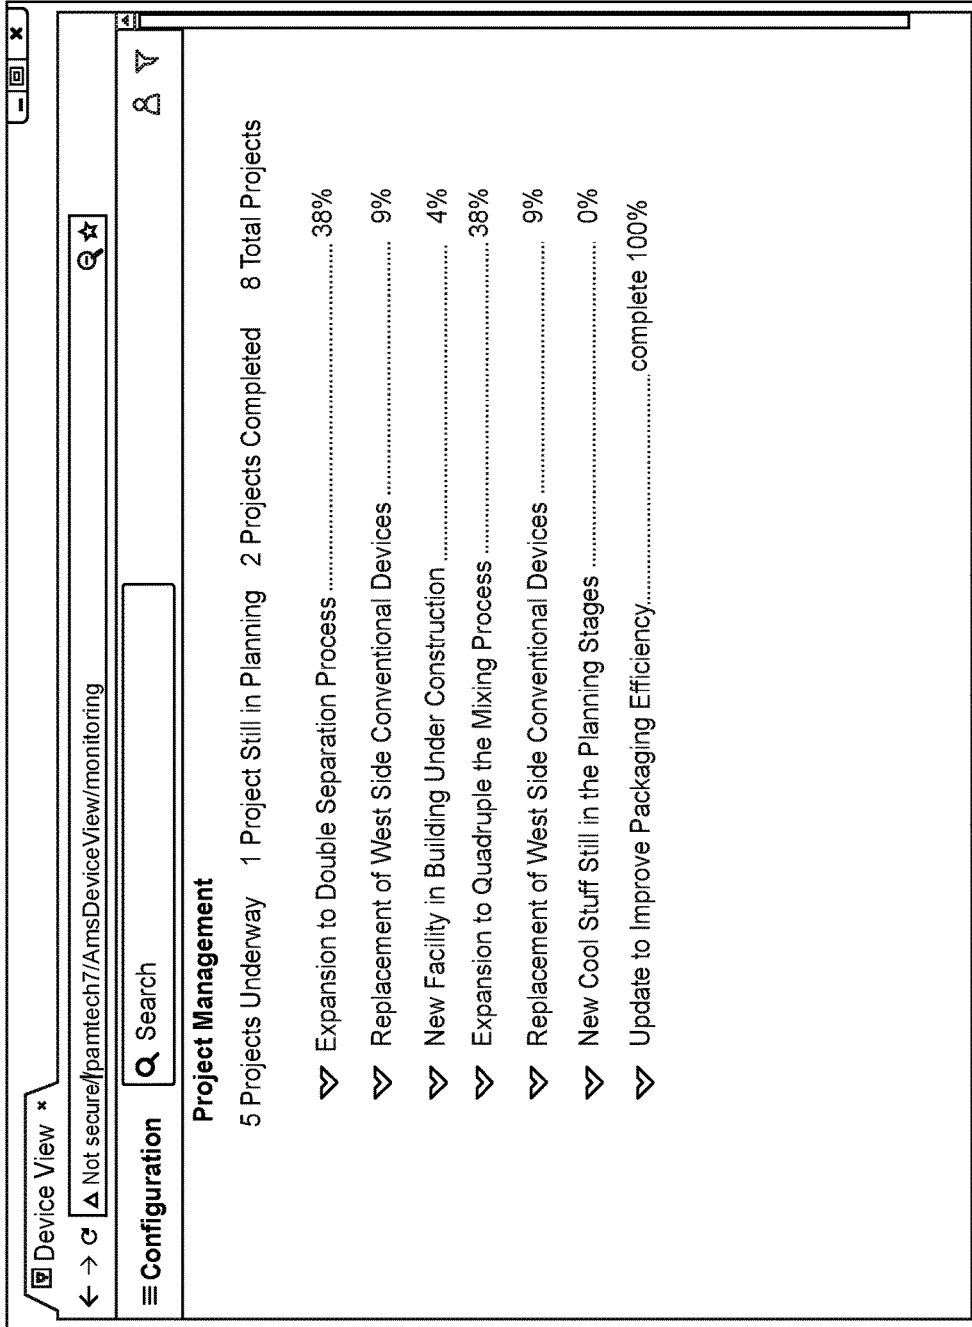 Device View ×
Not secure/pamtech7/AmsDeviceView/monitoring
Configuration Search
Project Management
5 Projects Underway 1 Project Still in Planning 2 Projects Completed 8 Total Projects
Expansion to Double Separation Process 38%
Replacement of West Side Conventional Devices 9%
New Facility in Building Under Construction 4%
Expansion to Quadruple the Mixing Process 38%
Replacement of West Side Conventional Devices 9%
New Cool Stuff Still in the Planning Stages 0%
Update to Improve Packaging Efficiency complete 100%